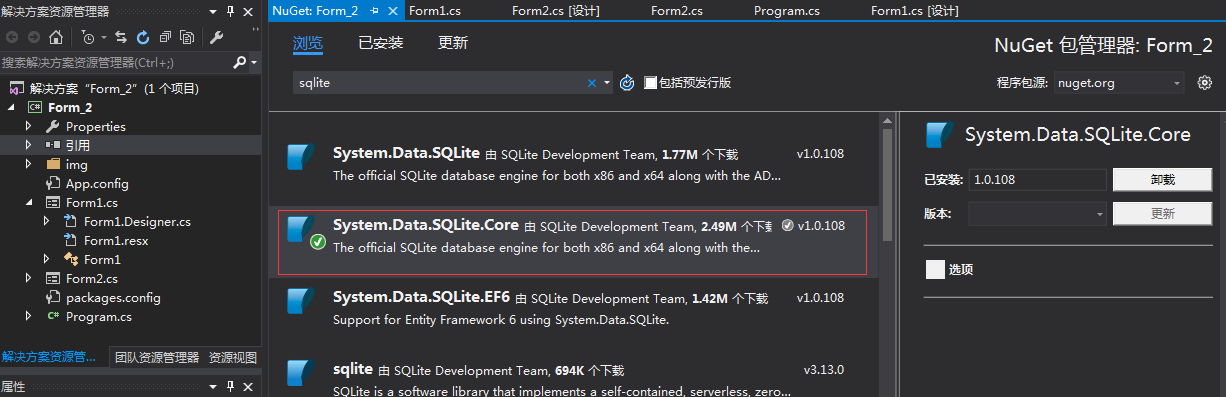 解决方案资源管理器
搜索解决方案资源管理器(Ctrl+;)
解决方案“Form_2”(1 个项目)
Form_2
Properties
引用
img
App.config
Form1.cs
Form1.Designer.cs
Form1.resx
Form1
Form2.cs
packages.config
Program.cs
解决方案资源管... 团队资源管理器 资源视图
属性
NuGet: Form_2 Form1.cs Form2.cs [设计] Form2.cs Program.cs Form1.cs [设计]
浏览 已安装 更新
NuGet 包管理器: Form_2
sqlite 包括预发行版 程序包源: nuget.org
System.Data.SQLite 由 SQLite Development Team, 1.77M 个下载 v1.0.108
The official SQLite database engine for both x86 and x64 along with the AD...
System.Data.SQLite.Core 由 SQLite Development Team, 2.49M 个下载 v1.0.108
The official SQLite database engine for both x86 and x64 along with the...
System.Data.SQLite.EF6 由 SQLite Development Team, 1.42M 个下载 v1.0.108
Support for Entity Framework 6 using System.Data.SQLite.
sqlite 由 SQLite Development Team, 694K 个下载 v3.13.0
SQLite is a software library that implements a self-contained, serverless, zero...
System.Data.SQLite.Core
已安装: 1.0.108 卸载
版本: 更新
选项